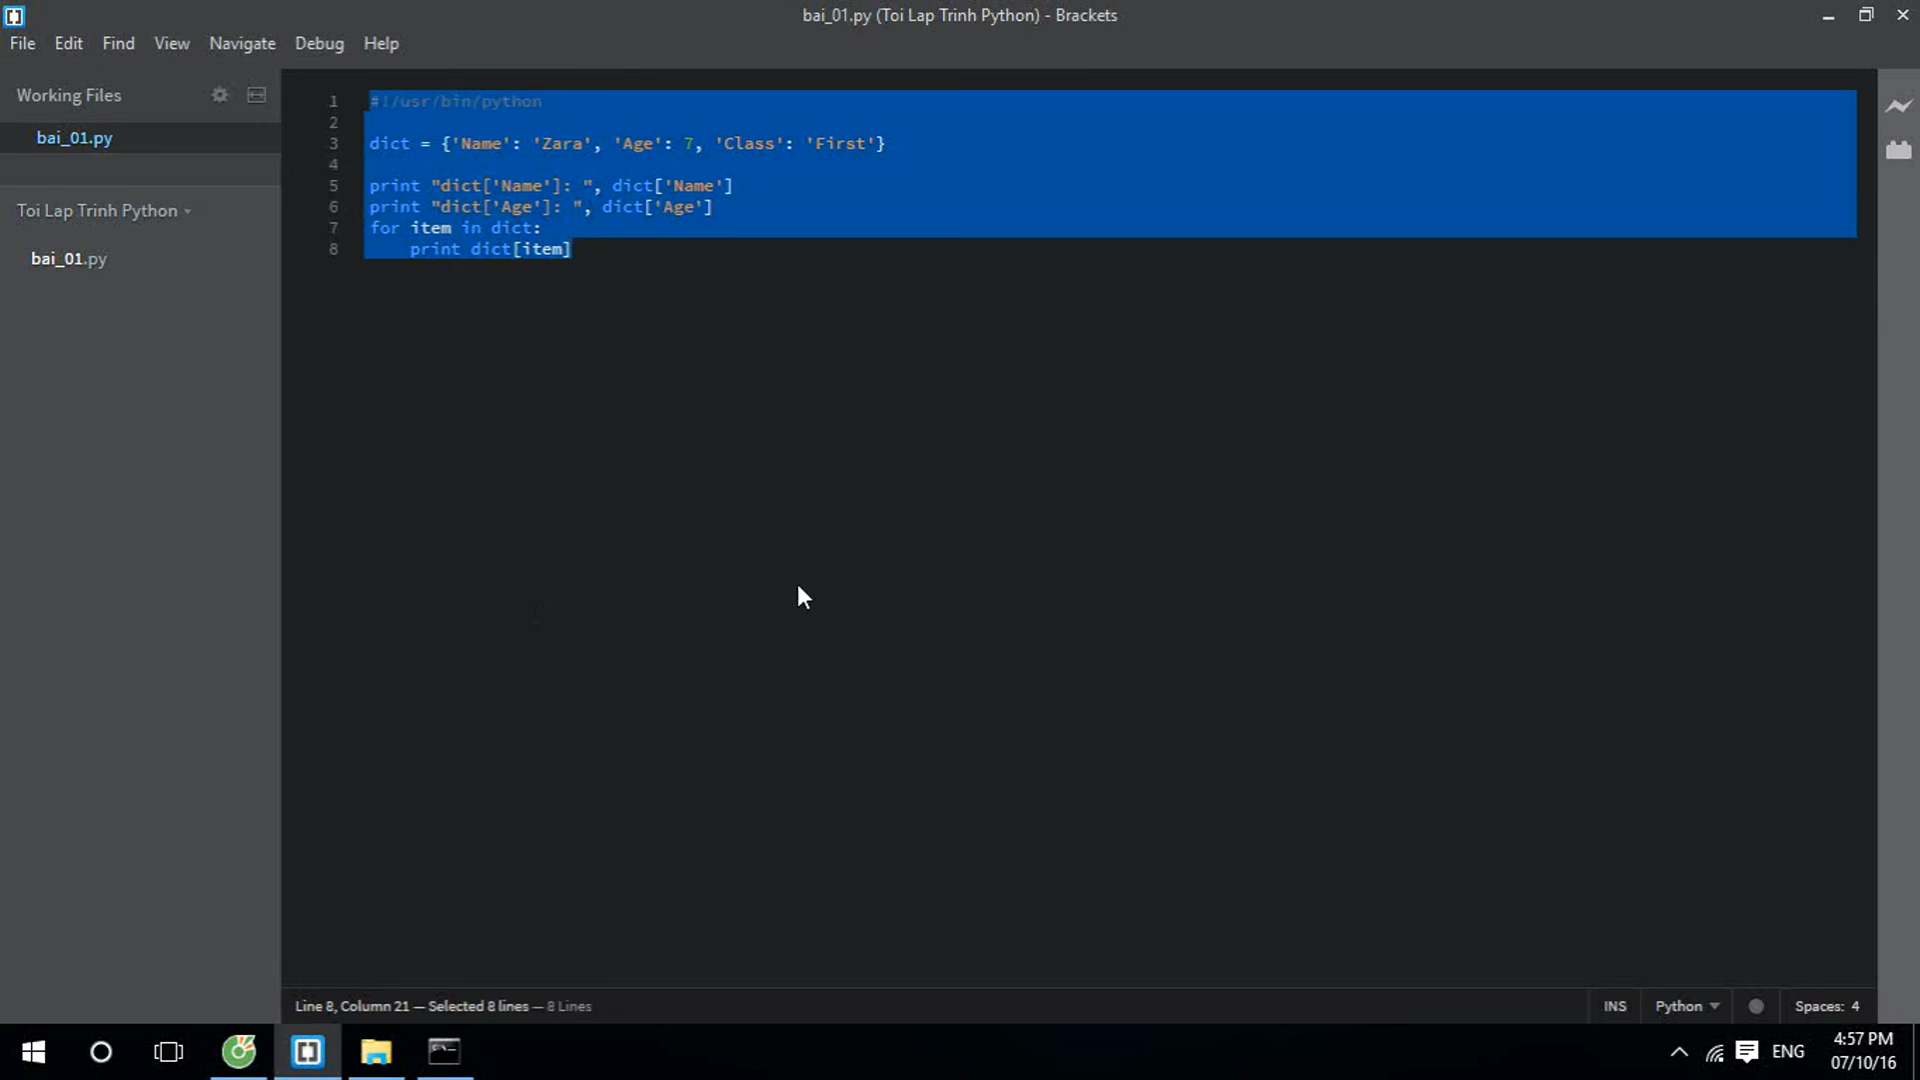 bai_01.py (Toi Lap Trinh Python) - Brackets
File Edit Find View Navigate Debug Help
Working Files
bai_01.py
Toi Lap Trinh Python
bai_01.py
1 #!/usr/bin/python
2
3 dict = {'Name': 'Zara', 'Age': 7, 'Class': 'First'}
4
5 print "dict['Name']: ", dict['Name']
6 print "dict['Age']: ", dict['Age']
7 for item in dict:
8     print dict[item]
Line 8, Column 21 — Selected 8 lines — 8 Lines
INS Python Spaces: 4
ENG
4:57 PM
07/10/16